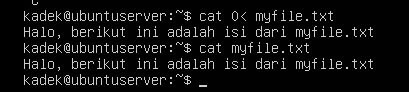 C
kadek@ubuntuserver:~$ cat 0< myfile.txt
Halo, berikut ini adalah isi dari myfile.txt
kadek@ubuntuserver:~$ cat myfile.txt
Halo, berikut ini adalah isi dari myfile.txt
kadek@ubuntuserver:~$ _